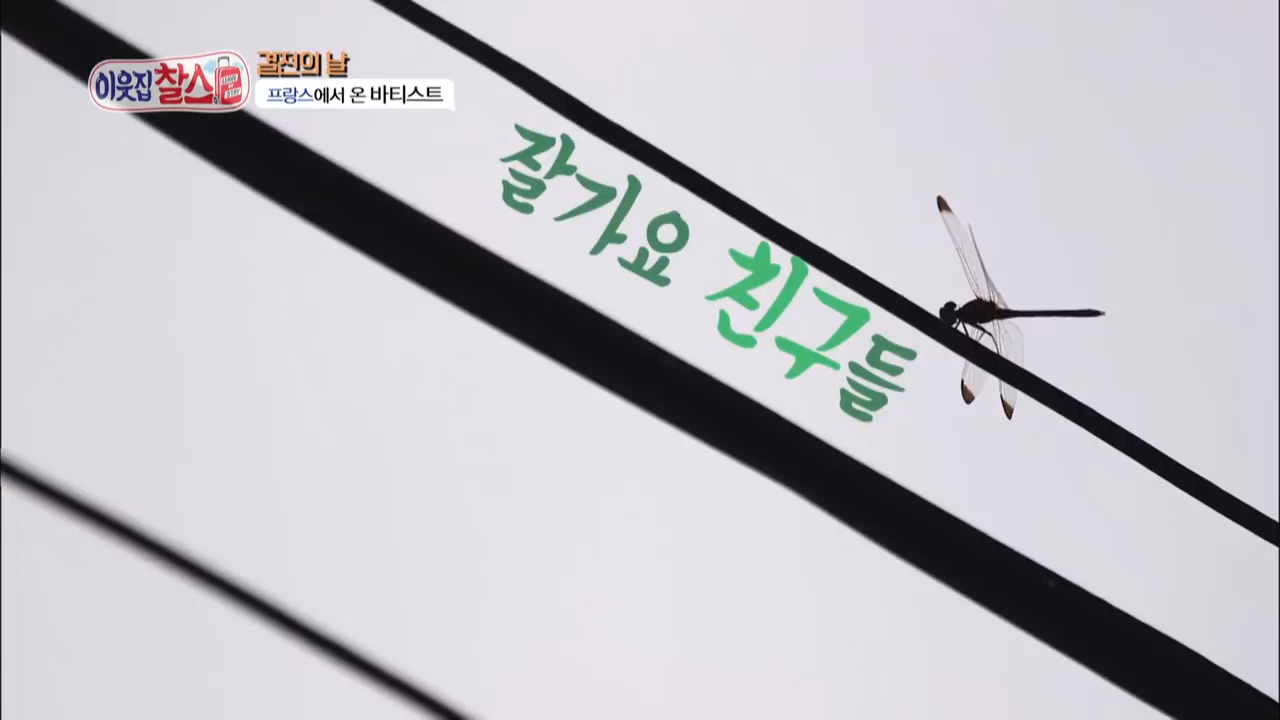 이웃집 찰스
결전의 날
프랑스에서 온 바티스트
잘가요 친구들